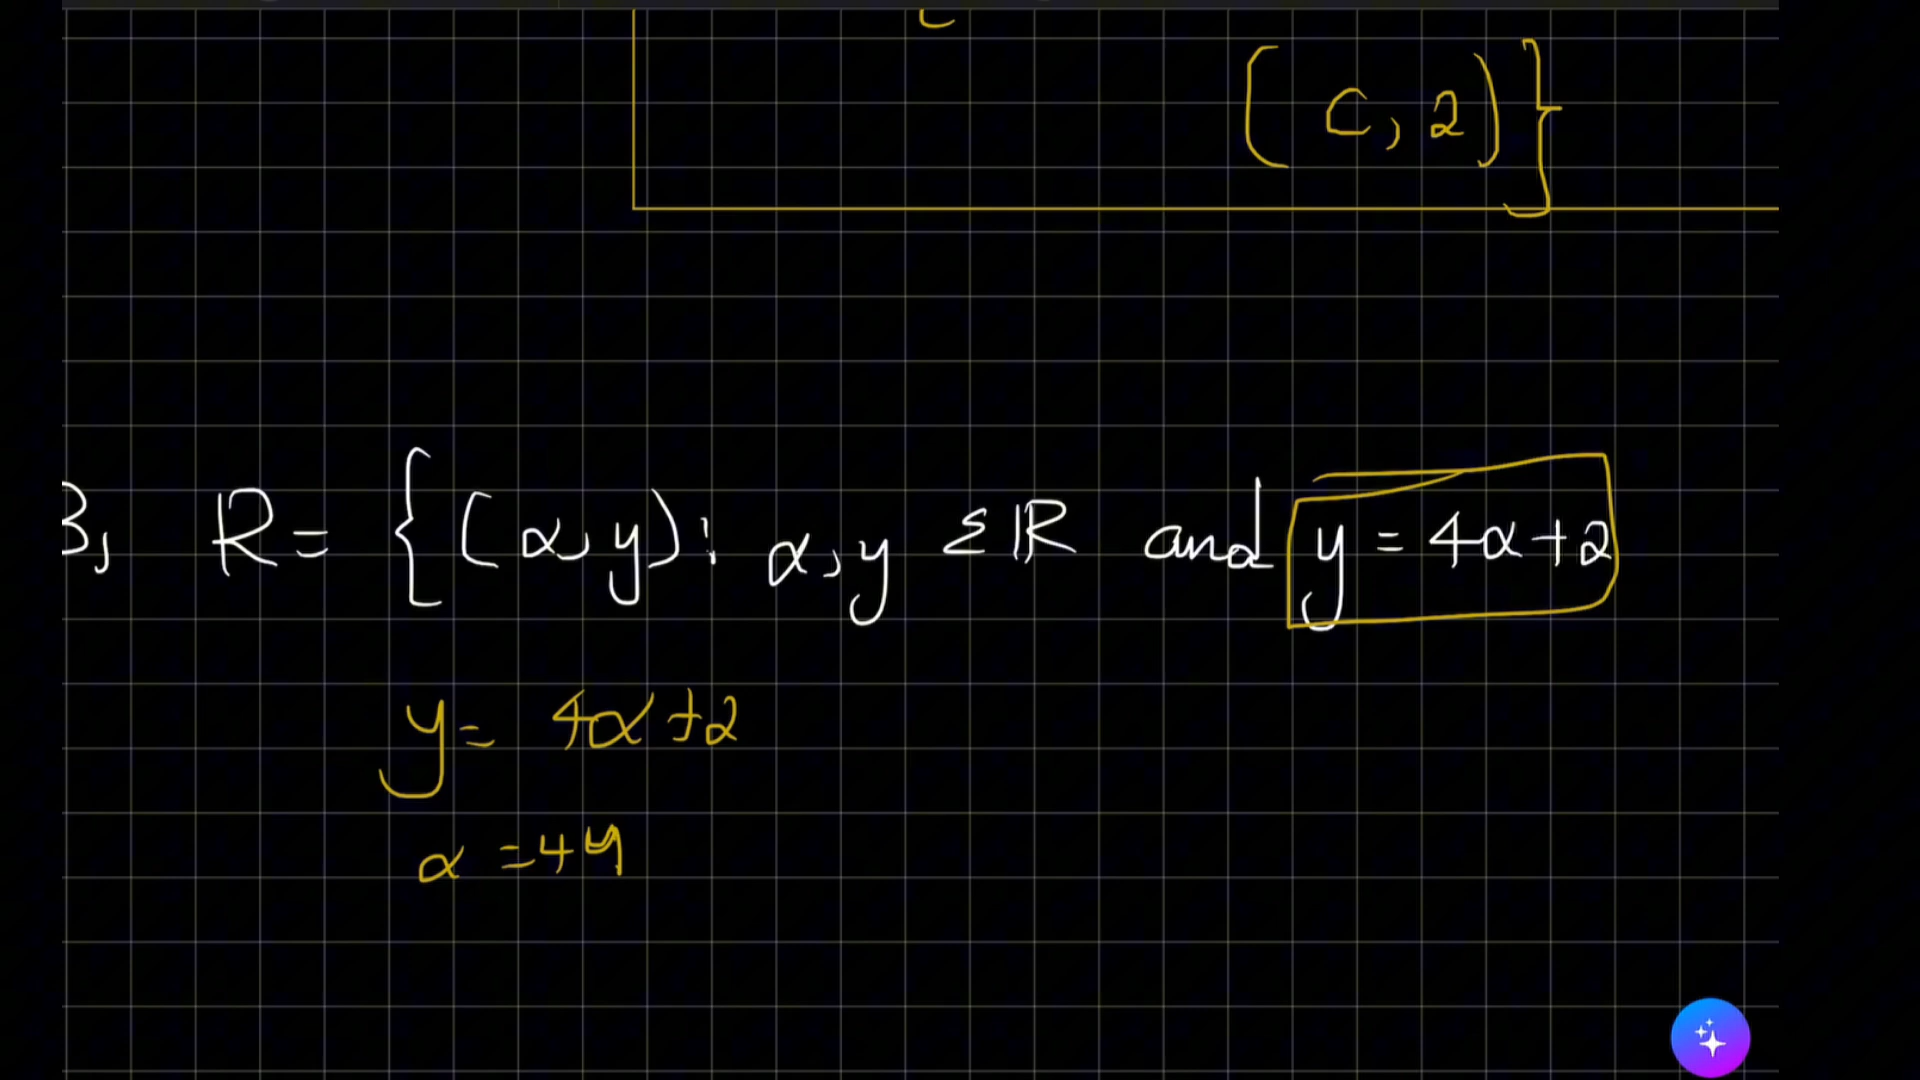 (c, 2)}
3, R = {(x, y): x, y ∈ ℝ and y = 4x+2
y = 4x+2
x = 4y